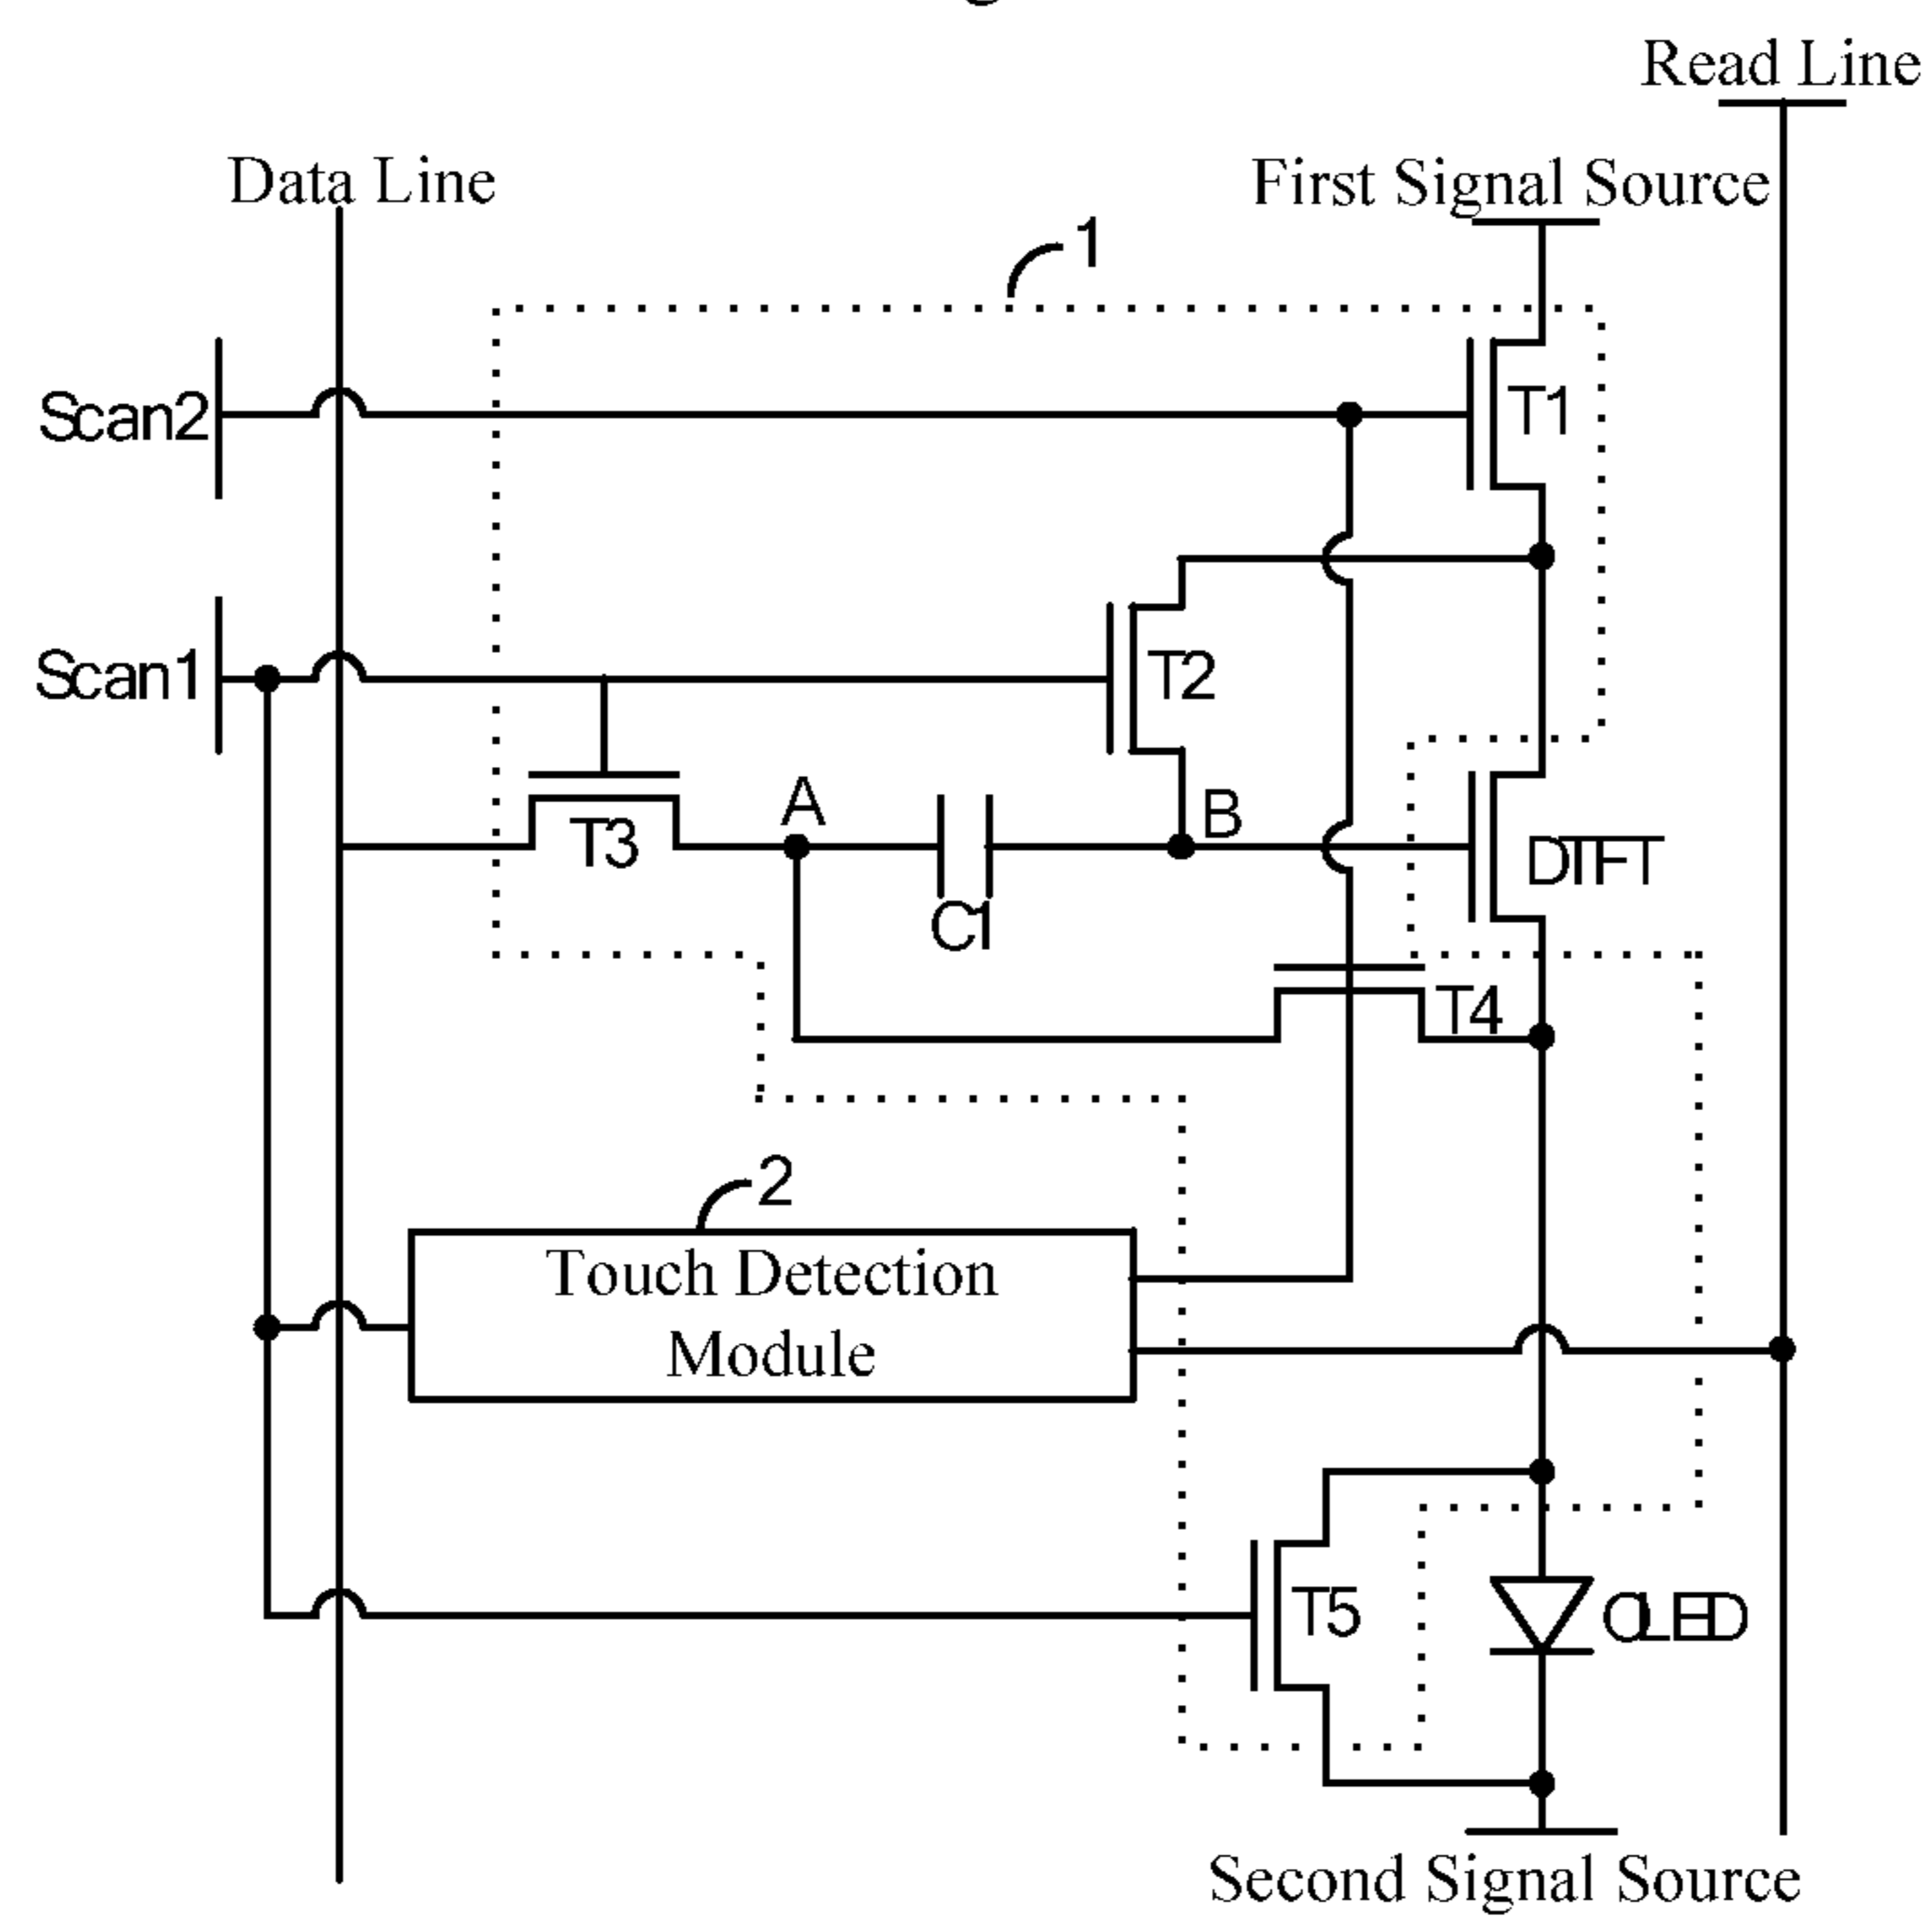 Read Line
Data Line
First Signal Source
1
Scan2
T1
Scan1
T2
A
B
T3
DTFT
C1
T4
2
Touch Detection
Module
T5
OLED
Second Signal Source